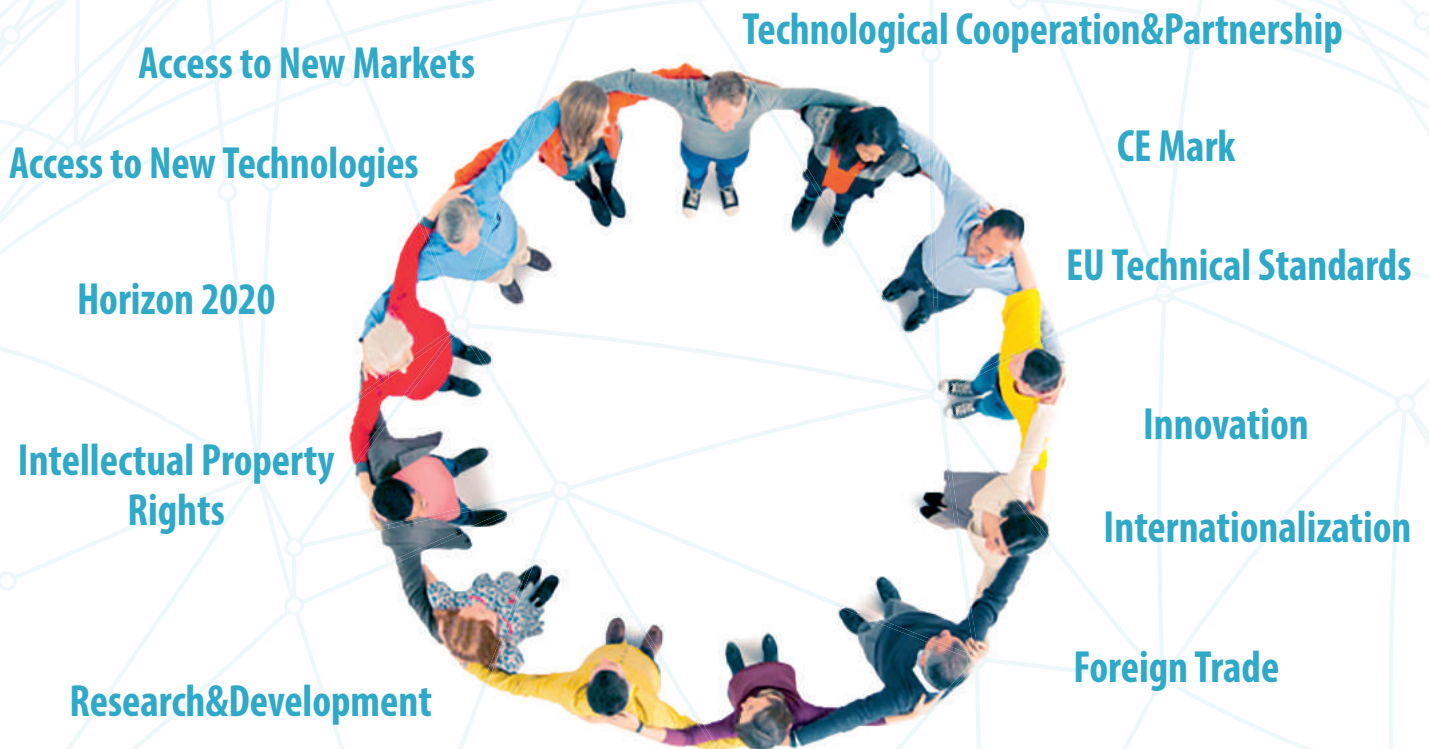 Technological Cooperation&Partnership
Access to New Markets
CE Mark
Access to New Technologies
EU Technical Standards
Horizon 2020
Innovation
Intellectual Property
Rights
Internationalization
Foreign Trade
Research&Development